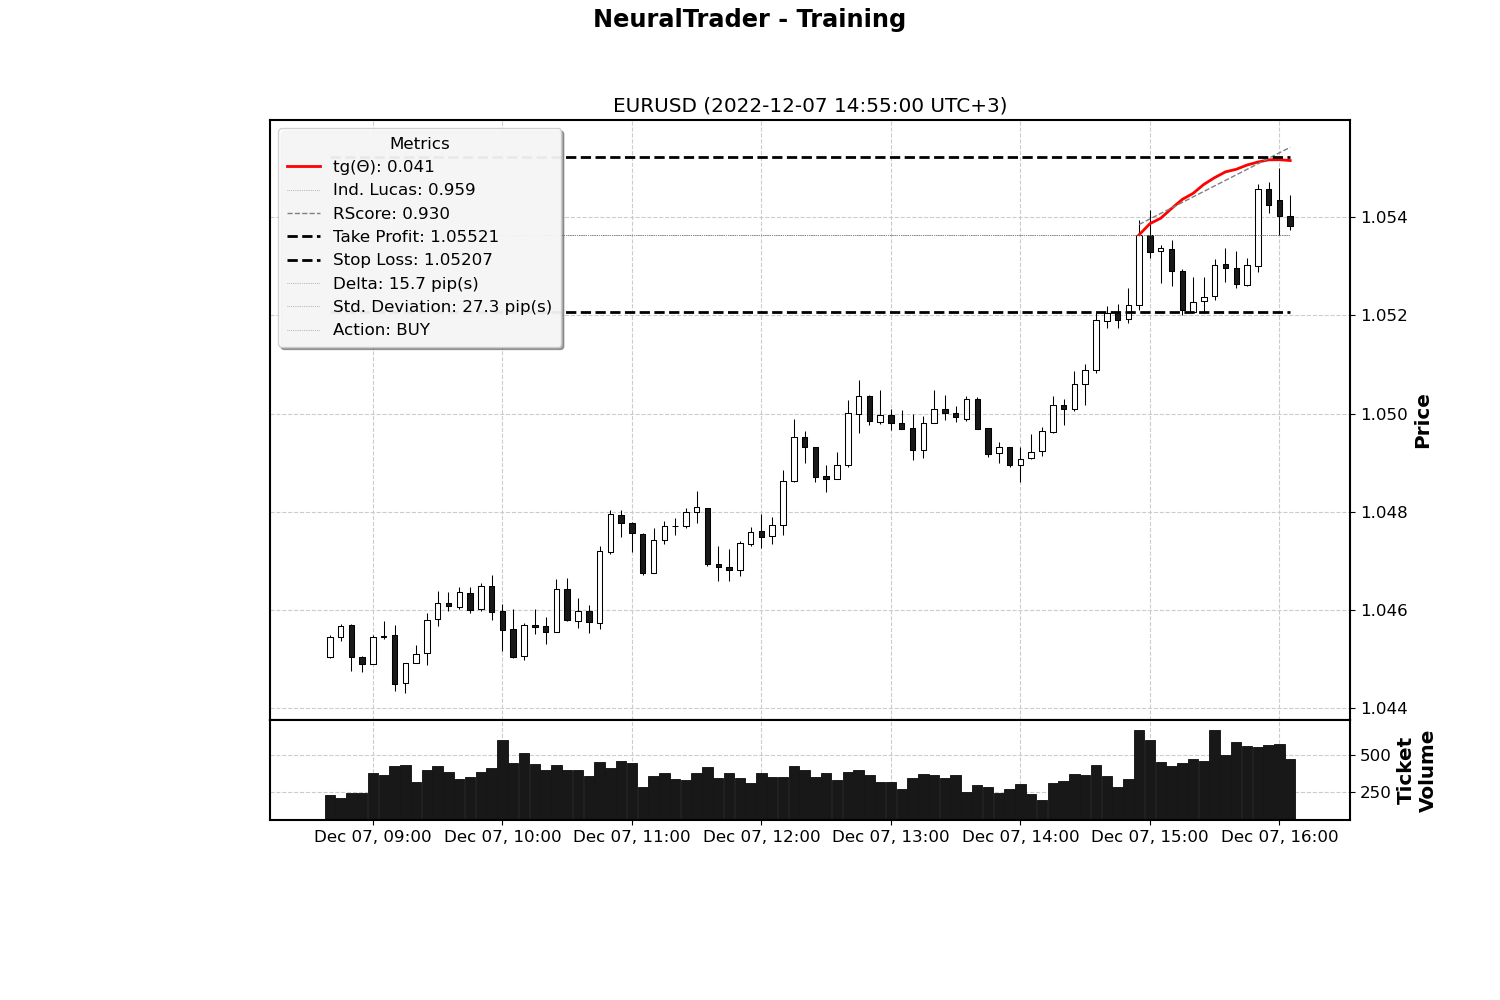 NeuralTrader - Training
EURUSD (2022-12-07 14:55:00 UTC+3)
Metrics
tg(Θ): 0.041
Ind. Lucas: 0.959
RScore: 0.930
Take Profit: 1.05521
Stop Loss: 1.05207
Delta: 15.7 pip(s)
Std. Deviation: 27.3 pip(s)
Action: BUY
1.054
1.052
1.050
1.048
1.046
1.044
Price
500
250
Ticket
Volume
Dec 07, 09:00
Dec 07, 10:00
Dec 07, 11:00
Dec 07, 12:00
Dec 07, 13:00
Dec 07, 14:00
Dec 07, 15:00
Dec 07, 16:00